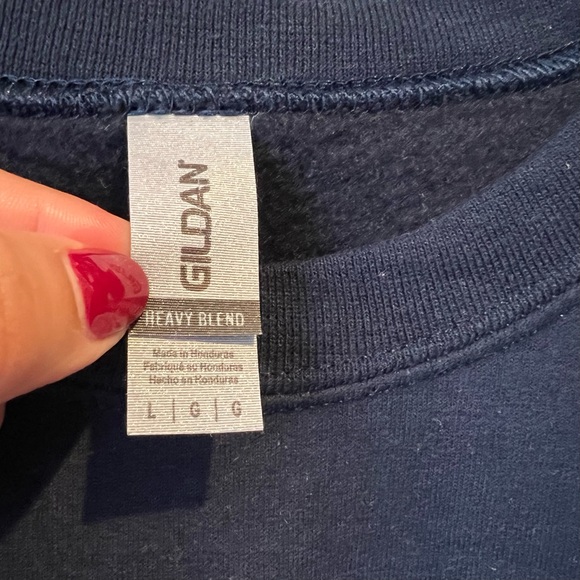 GILDAN
HEAVY BLEND
Made in Honduras
Fabriqué au Honduras
Hecho en Honduras
L | G | G